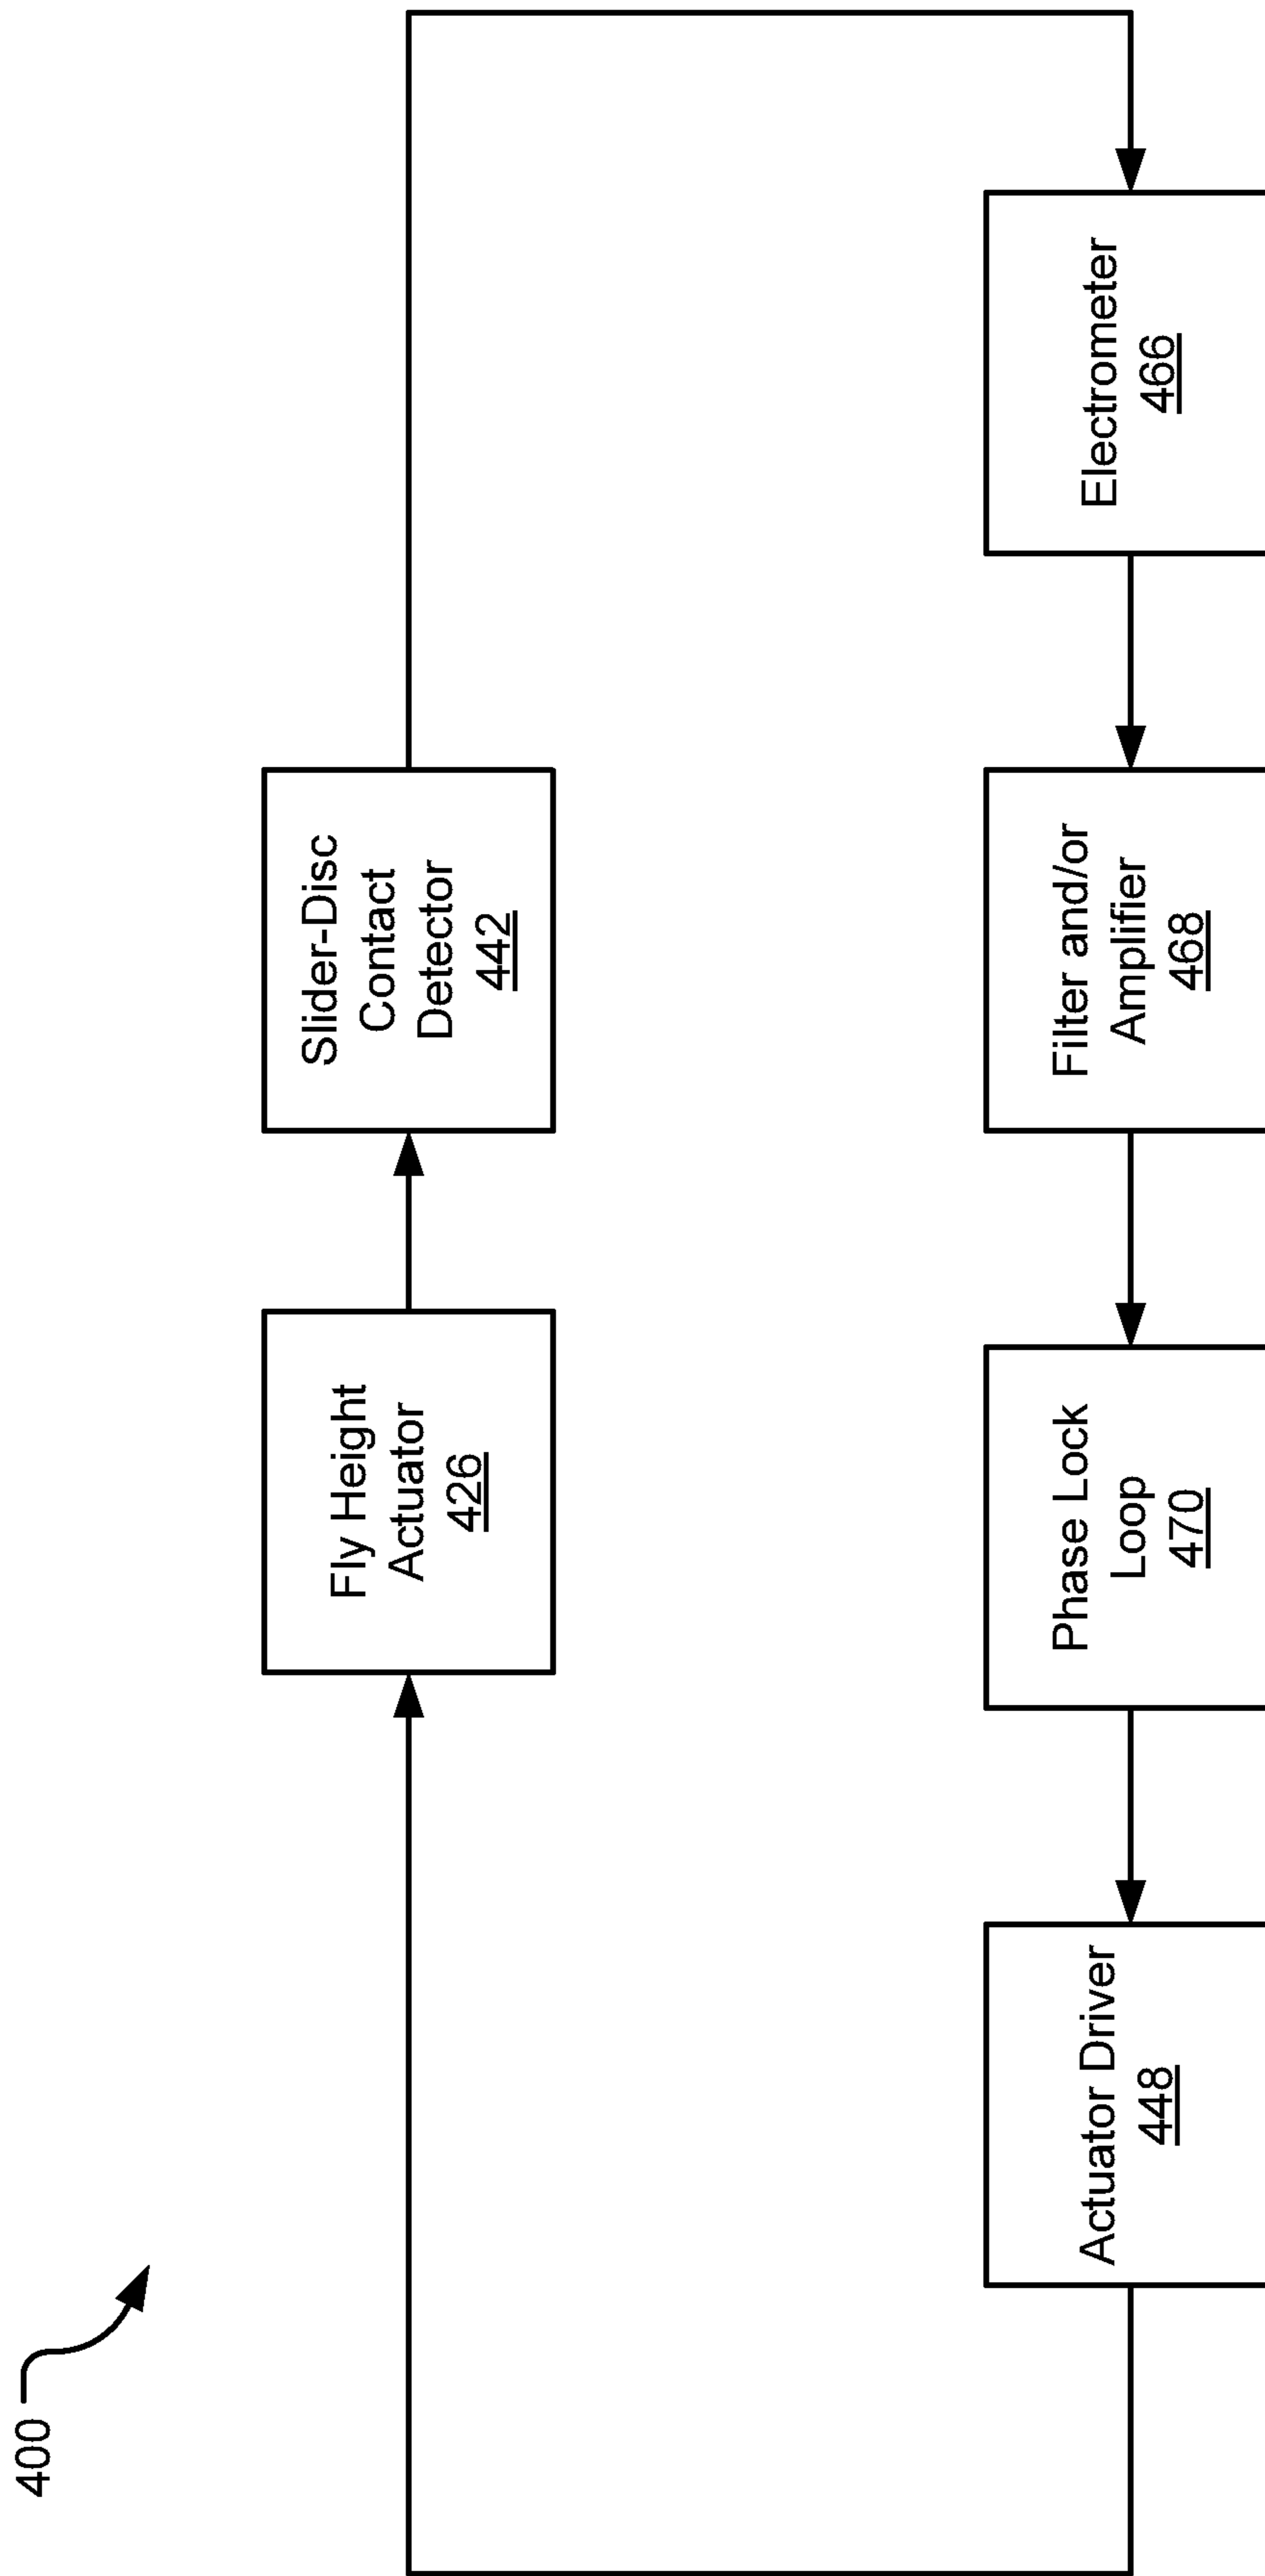 400
Fly Height
Actuator
426
Slider-Disc
Contact
Detector
442
Actuator Driver
448
Phase Lock
Loop
470
Filter and/or
Amplifier
468
Electrometer
466